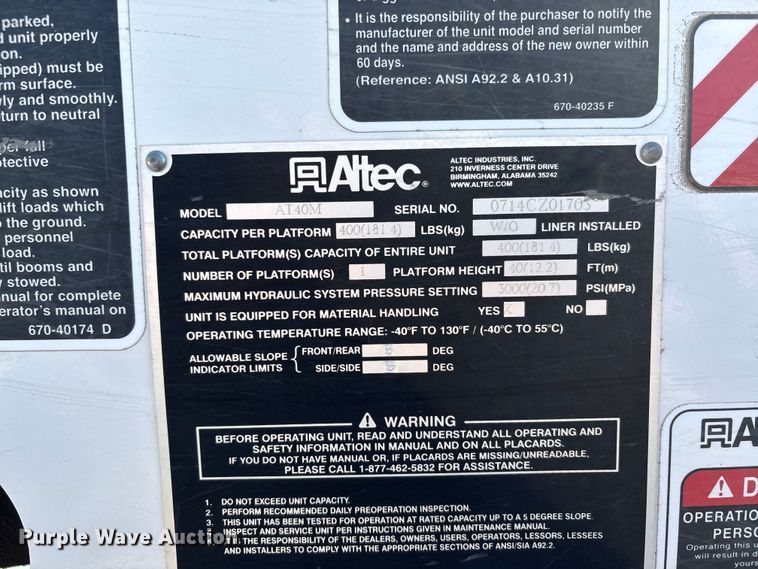 parked,
d unit properly
on.
ipped) must be
rm surface.
vly and smoothly.
return to neutral
otective
acity as shown
lift loads which
o the ground.
personnel
load.
til booms and
y stowed.
anual for complete
erator's manual on
670-40174 D
• It is the responsibility of the purchaser to notify the
manufacturer of the unit model and serial number
and the name and address of the new owner within
60 days.
(Reference: ANSI A92.2 & A10.31)
670-40235 F
Altec®
ALTEC INDUSTRIES, INC.
210 INVERNESS CENTER DRIVE
BIRMINGHAM, ALABAMA 35242
WWW.ALTEC.COM
MODEL AT40M SERIAL NO. 0714CZ01705
CAPACITY PER PLATFORM 400(181.4) LBS(kg) W/O LINER INSTALLED
TOTAL PLATFORM(S) CAPACITY OF ENTIRE UNIT 400(181.4) LBS(kg)
NUMBER OF PLATFORM(S) 1 PLATFORM HEIGHT 40(12.2) FT(m)
MAXIMUM HYDRAULIC SYSTEM PRESSURE SETTING 3000(20.7) PSI(MPa)
UNIT IS EQUIPPED FOR MATERIAL HANDLING YES X NO
OPERATING TEMPERATURE RANGE: -40°F TO 130°F / (-40°C TO 55°C)
ALLOWABLE SLOPE INDICATOR LIMITS { FRONT/REAR 5 DEG
SIDE/SIDE 5 DEG
WARNING
BEFORE OPERATING UNIT, READ AND UNDERSTAND ALL OPERATING AND
SAFETY INFORMATION IN MANUAL AND ON ALL PLACARDS.
IF YOU DO NOT HAVE MANUAL OR, IF PLACARDS ARE MISSING/UNREADABLE,
PLEASE CALL 1-877-462-5832 FOR ASSISTANCE.
1. DO NOT EXCEED UNIT CAPACITY.
2. PERFORM RECOMMENDED DAILY PREOPERATION INSPECTION.
3. THIS UNIT HAS BEEN TESTED FOR OPERATION AT RATED CAPACITY UP TO A 5 DEGREE SLOPE.
INSPECT AND SERVICE UNIT PER INSTRUCTIONS GIVEN IN MAINTENANCE MANUAL.
THE RESPONSIBILITY OF THE DEALERS, OWNERS, USERS, OPERATORS, LESSORS, LESSEES
AND INSTALLERS TO COMPLY WITH THE APPROPRIATE SECTIONS OF ANSI/SIA A92.2.
A
D
OPERATIO
PERSO
Operating this u
will result in d
yours
Purple Wave Auction